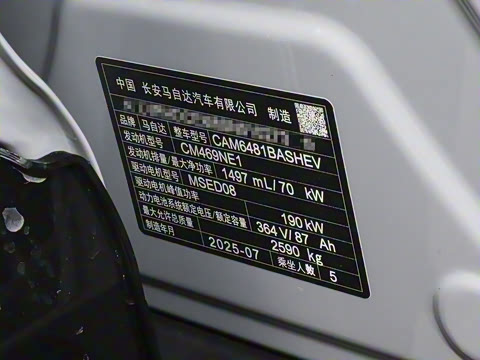 中国 长安马自达汽车有限公司 制造
品牌 马自达 整车型号 CAM6481BASHEV
发动机型号 CM469NE1
发动机排量/最大净功率 1497 mL/70 kW
驱动电机型号 MSED08
驱动电机峰值功率 190 kW
动力电池系统额定电压/额定容量 364 V/87 Ah
最大允许总质量 2590 kg
制造年月 2025-07 乘坐人数 5